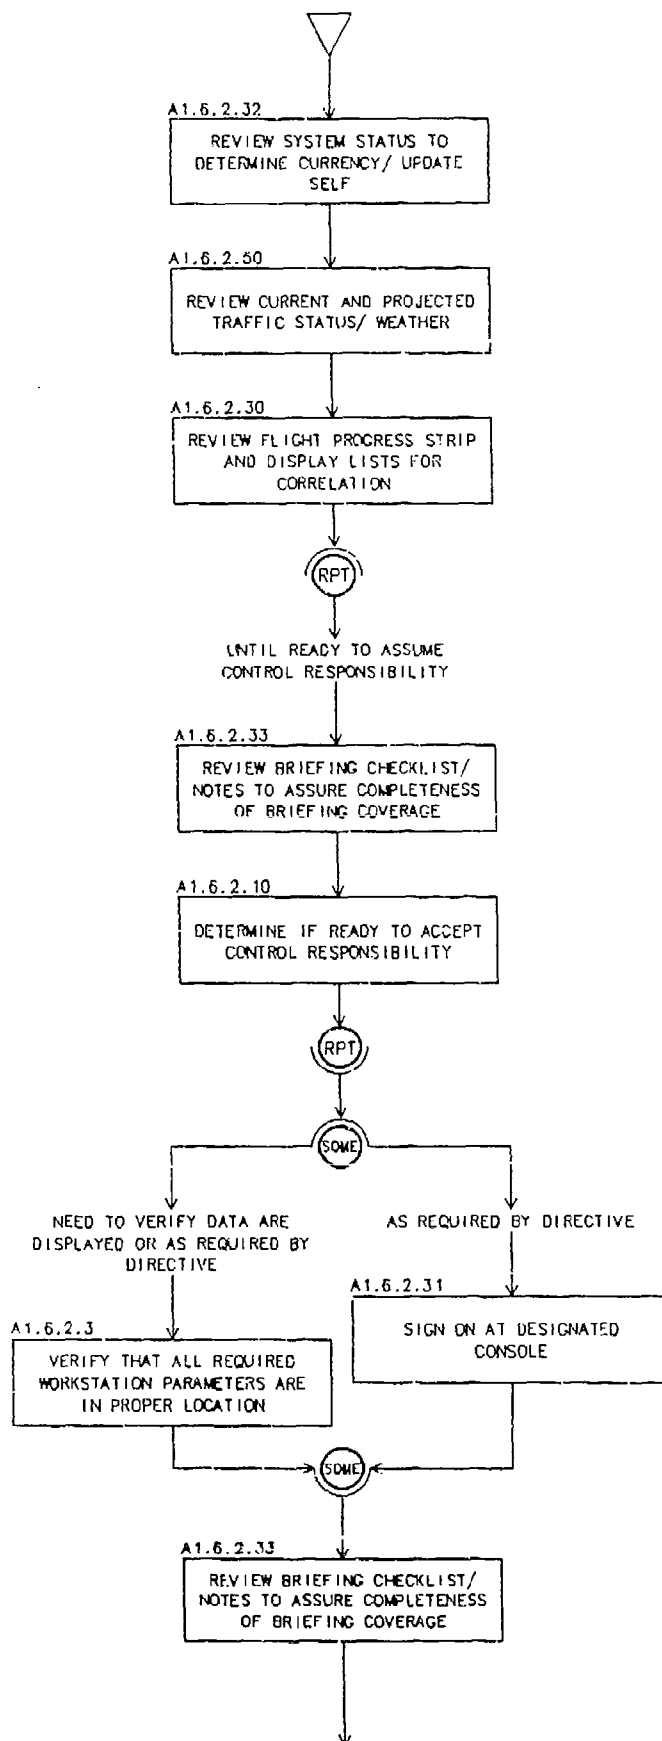 A1.6.2.32
REVIEW SYSTEM STATUS TO
DETERMINE CURRENCY/ UPDATE
SELF
A1.6.2.50
REVIEW CURRENT AND PROJECTED
TRAFFIC STATUS/ WEATHER
A1.6.2.30
REVIEW FLIGHT PROGRESS STRIP
AND DISPLAY LISTS FOR
CORRELATION
RPT
UNTIL READY TO ASSUME
CONTROL RESPONSIBILITY
A1.6.2.33
REVIEW BRIEFING CHECKLIST/
NOTES TO ASSURE COMPLETENESS
OF BRIEFING COVERAGE
A1.6.2.10
DETERMINE IF READY TO ACCEPT
CONTROL RESPONSIBILITY
RPT
SOME
NEED TO VERIFY DATA ARE
DISPLAYED OR AS REQUIRED BY
DIRECTIVE
AS REQUIRED BY DIRECTIVE
A1.6.2.3
VERIFY THAT ALL REQUIRED
WORKSTATION PARAMETERS ARE
IN PROPER LOCATION
A1.6.2.31
SIGN ON AT DESIGNATED
CONSOLE
SOME
A1.6.2.33
REVIEW BRIEFING CHECKLIST/
NOTES TO ASSURE COMPLETENESS
OF BRIEFING COVERAGE